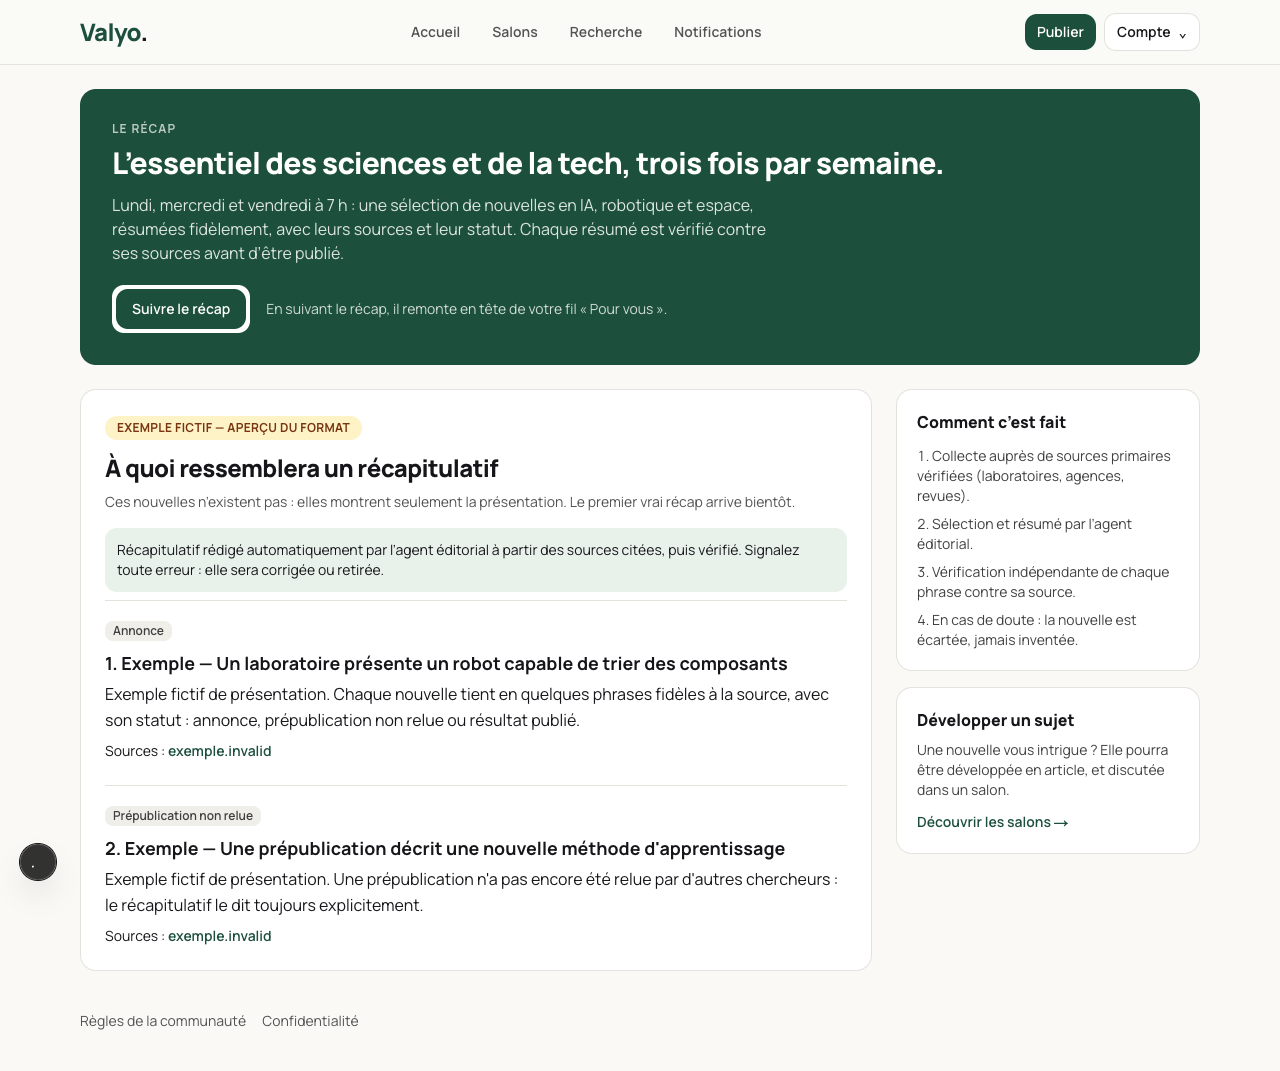 Valyo.
Accueil
Salons
Recherche
Notifications
Publier
Compte
LE RÉCAP
L’essentiel des sciences et de la tech, trois fois par semaine.
Lundi, mercredi et vendredi à 7 h : une sélection de nouvelles en IA, robotique et espace,
résumées fidèlement, avec leurs sources et leur statut. Chaque résumé est vérifié contre
ses sources avant d’être publié.
Suivre le récap
En suivant le récap, il remonte en tête de votre fil « Pour vous ».
EXEMPLE FICTIF — APERÇU DU FORMAT
À quoi ressemblera un récapitulatif
Ces nouvelles n’existent pas : elles montrent seulement la présentation. Le premier vrai récap arrive bientôt.
Récapitulatif rédigé automatiquement par l’agent éditorial à partir des sources citées, puis vérifié. Signalez
toute erreur : elle sera corrigée ou retirée.
Annonce
1. Exemple — Un laboratoire présente un robot capable de trier des composants
Exemple fictif de présentation. Chaque nouvelle tient en quelques phrases fidèles à la source, avec
son statut : annonce, prépublication non relue ou résultat publié.
Sources : exemple.invalid
Prépublication non relue
2. Exemple — Une prépublication décrit une nouvelle méthode d'apprentissage
Exemple fictif de présentation. Une prépublication n'a pas encore été relue par d'autres chercheurs :
le récapitulatif le dit toujours explicitement.
Sources : exemple.invalid
Comment c’est fait
1. Collecte auprès de sources primaires
vérifiées (laboratoires, agences,
revues).
2. Sélection et résumé par l’agent
éditorial.
3. Vérification indépendante de chaque
phrase contre sa source.
4. En cas de doute : la nouvelle est
écartée, jamais inventée.
Développer un sujet
Une nouvelle vous intrigue ? Elle pourra
être développée en article, et discutée
dans un salon.
Découvrir les salons →
Règles de la communauté
Confidentialité